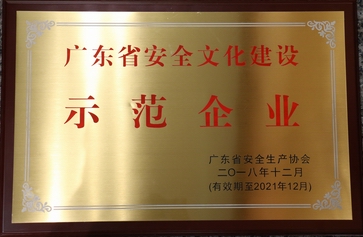 广东省安全文化建设
示范企业
广东省安全生产协会
二〇一八年十二月
(有效期至2021年12月)